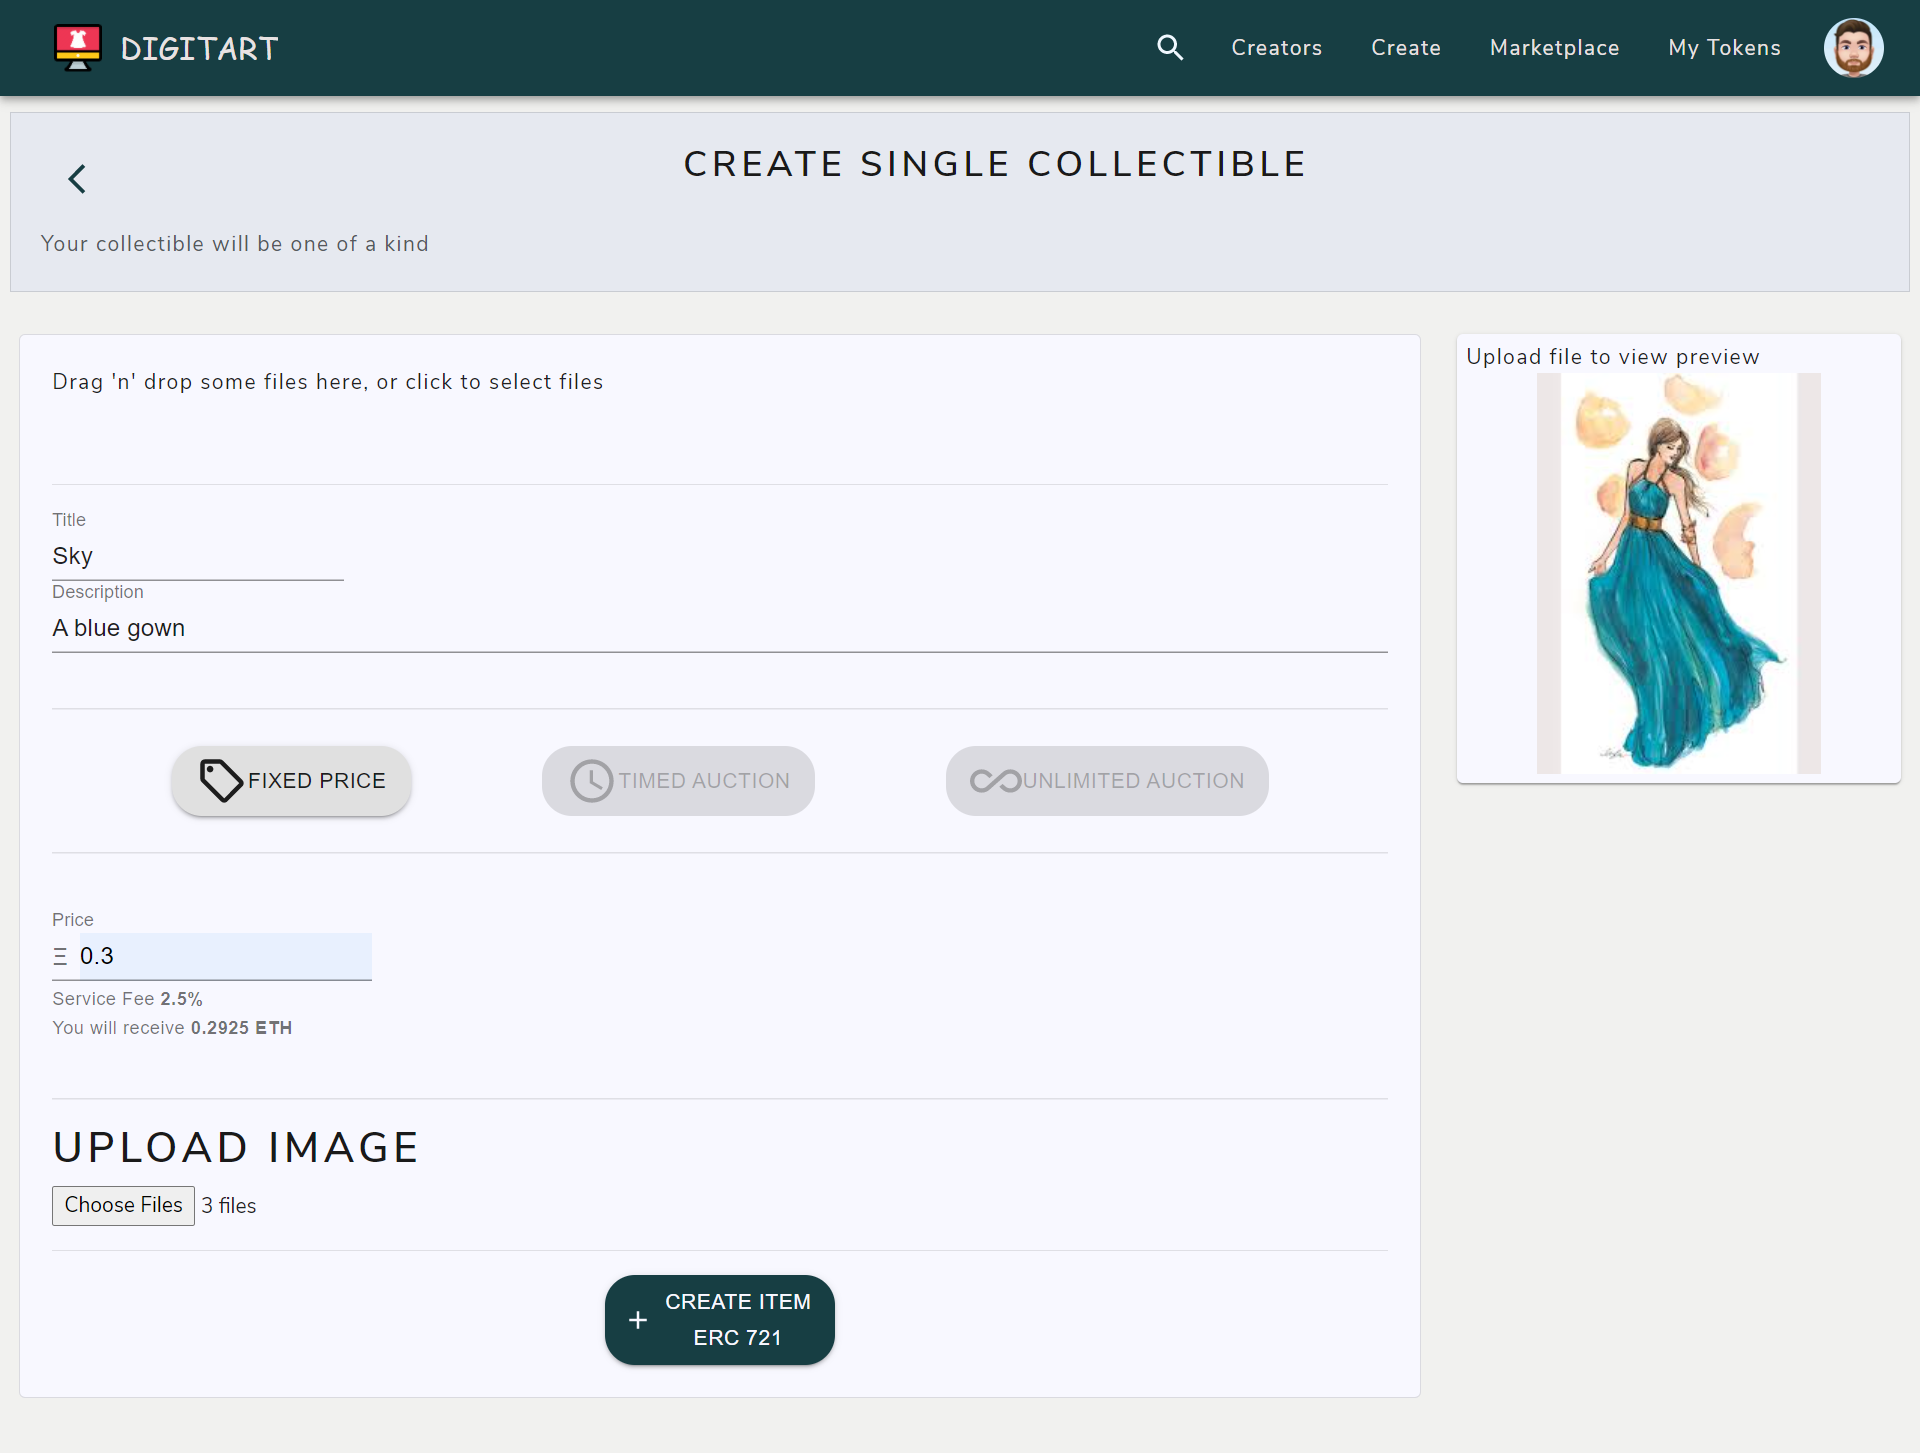 DIGITART
Creators
Create
Marketplace
My Tokens
CREATE SINGLE COLLECTIBLE
Your collectible will be one of a kind
Drag 'n' drop some files here, or click to select files
Upload file to view preview
Title
Sky
Description
A blue gown
FIXED PRICE
TIMED AUCTION
UNLIMITED AUCTION
Price
Ξ 0.3
Service Fee 2.5%
You will receive 0.2925 ETH
UPLOAD IMAGE
Choose Files 3 files
+ CREATE ITEM
ERC 721